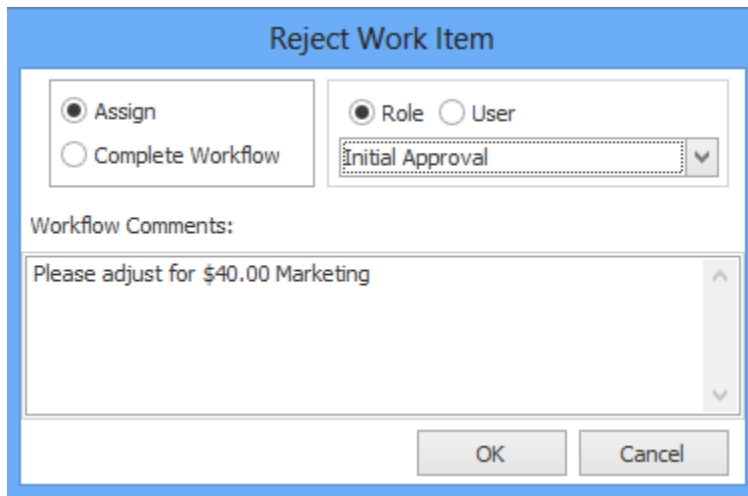 Reject Work Item
Assign
Complete Workflow
Role User
Initial Approval
Workflow Comments:
Please adjust for $40.00 Marketing
OK Cancel